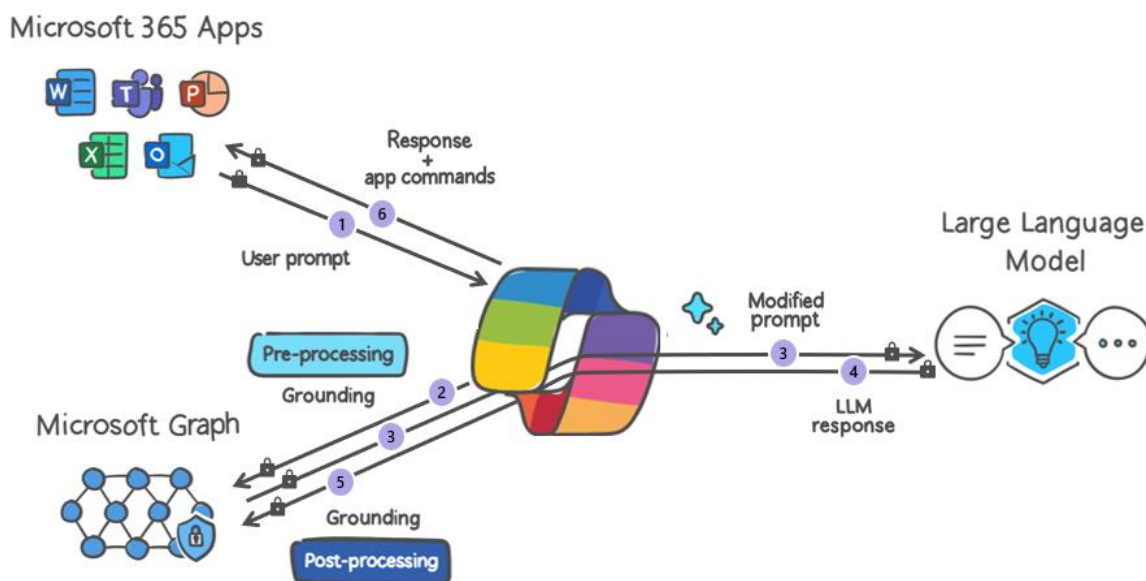 Microsoft 365 Apps
W
T
P
X
O
Response
+
app commands
6
1
User prompt
Large Language
Model
Modified
prompt
3
4
LLM
response
Pre-processing
Grounding
2
Microsoft Graph
3
5
Grounding
Post-processing